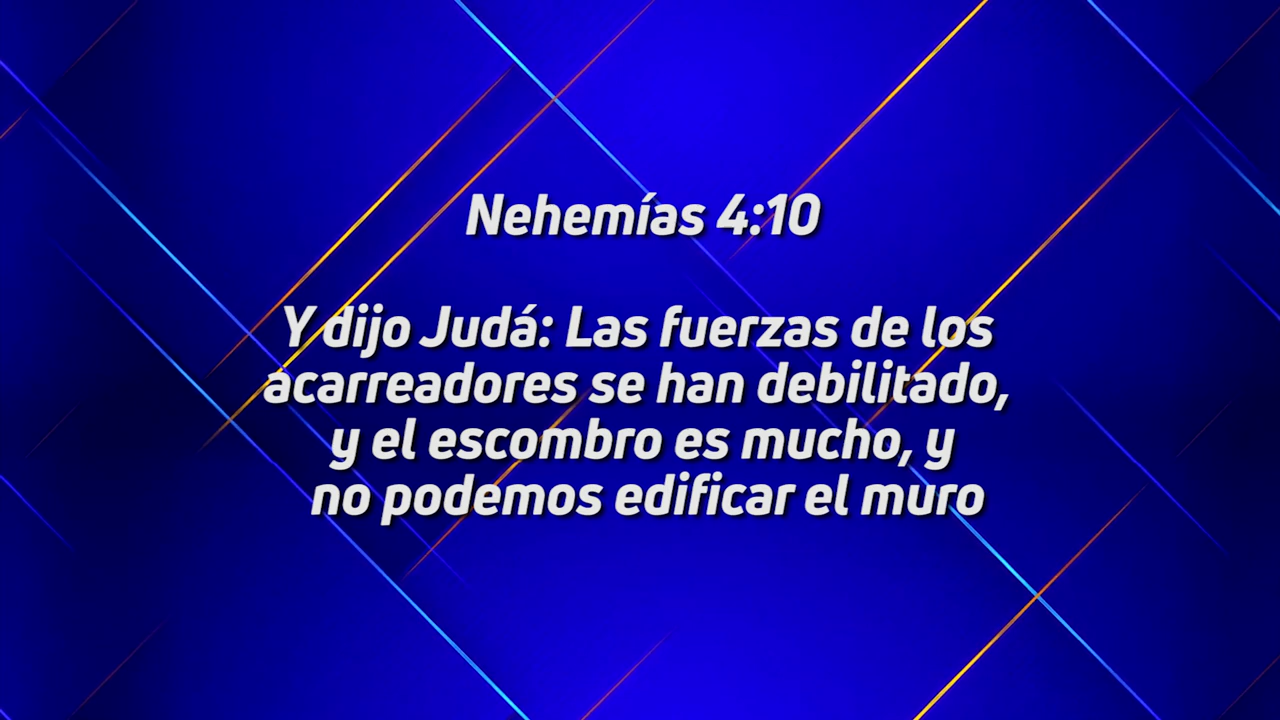 Nehemías 4:10
Y dijo Judá: Las fuerzas de los
acarreadores se han debilitado,
y el escombro es mucho, y
no podemos edificar el muro